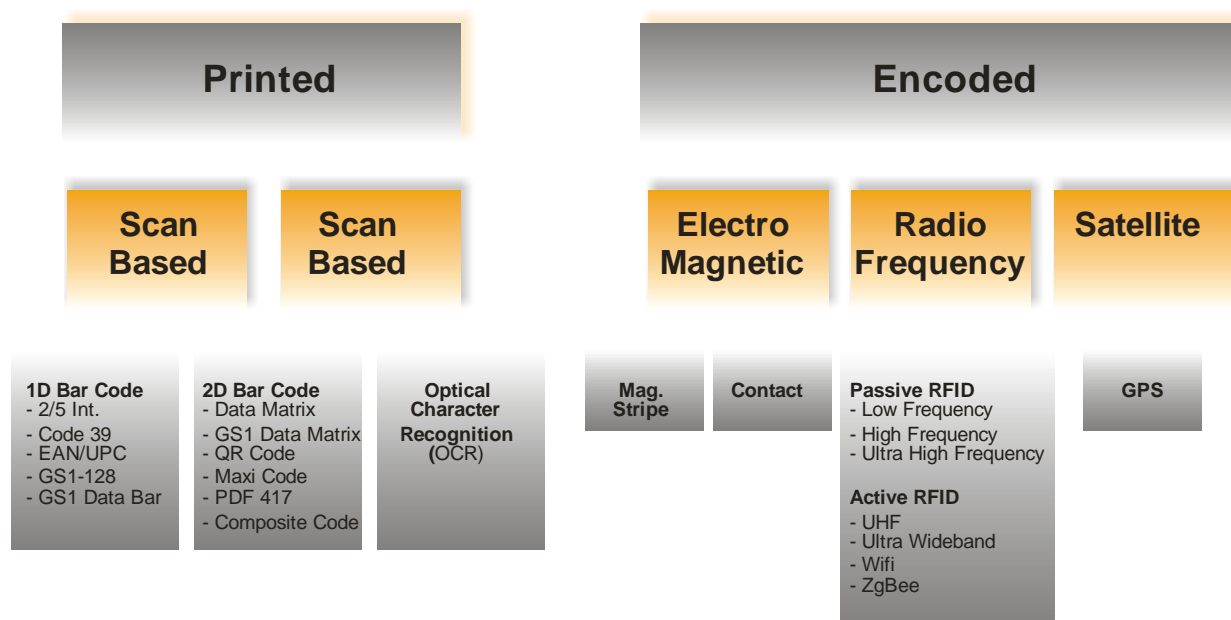 Printed
Encoded
Scan
Based
Scan
Based
Electro
Magnetic
Radio
Frequency
Satellite
1D Bar Code
- 2/5 Int.
- Code 39
- EAN/UPC
- GS1-128
- GS1 Data Bar
2D Bar Code
- Data Matrix
- GS1 Data Matrix
- QR Code
- Maxi Code
- PDF 417
- Composite Code
Optical
Character
Recognition
(OCR)
Mag.
Stripe
Contact
Passive RFID
- Low Frequency
- High Frequency
- Ultra High Frequency
Active RFID
- UHF
- Ultra Wideband
- Wifi
- ZgBee
GPS